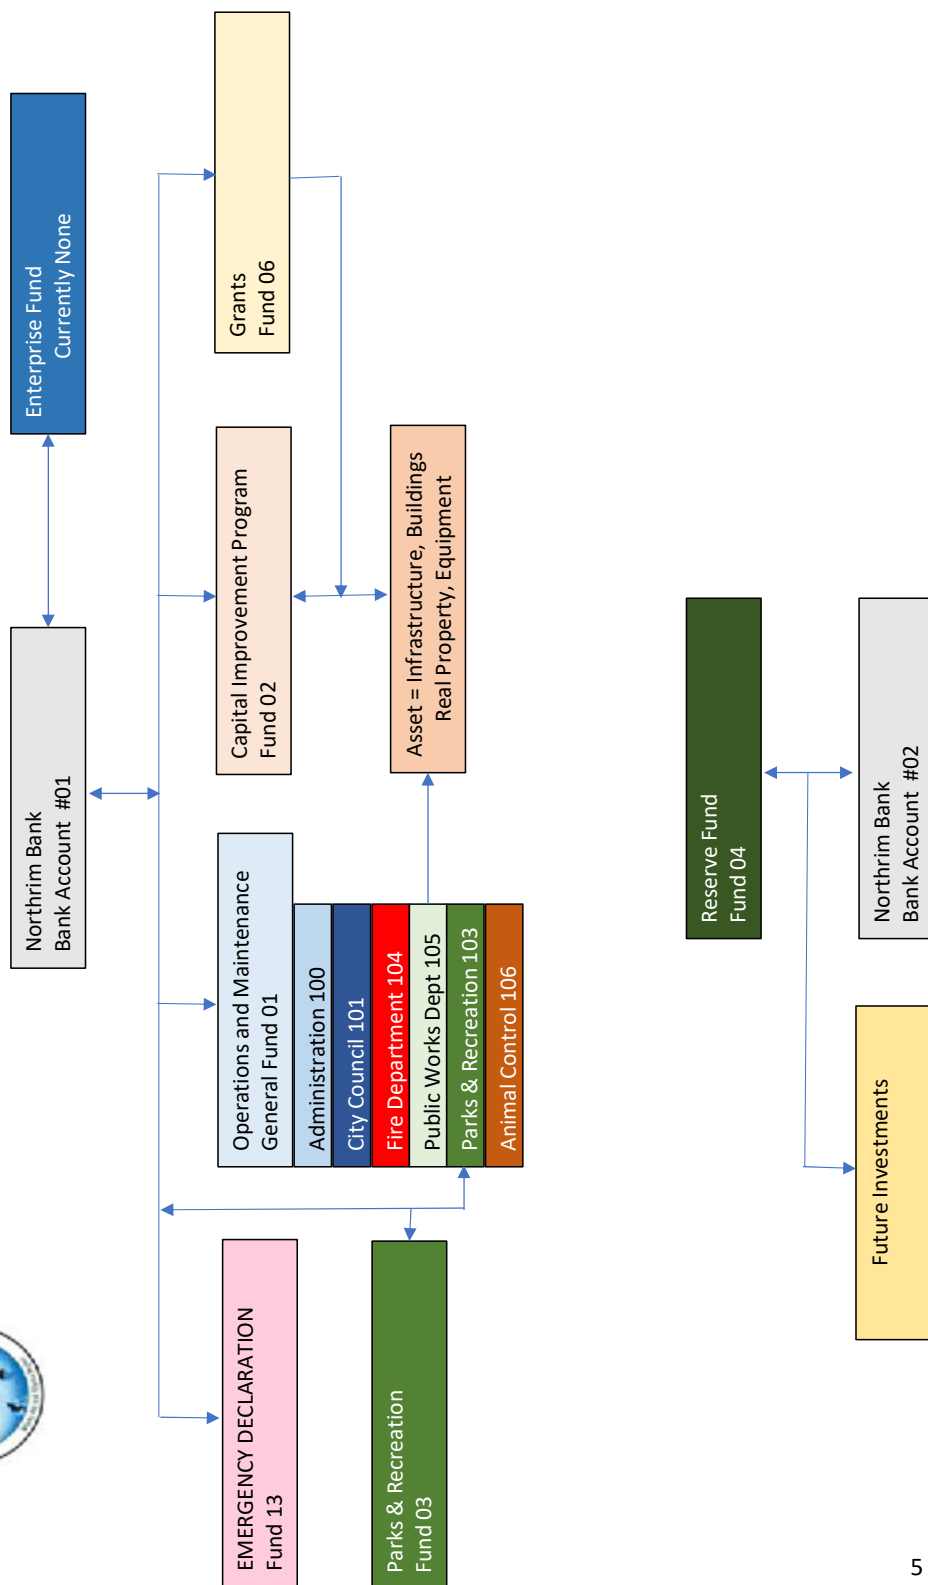 Northrim Bank
Bank Account  #01
Enterprise Fund
Currently None
EMERGENCY DECLARATION
Fund 13
Operations and Maintenance
General Fund 01
Capital Improvement Program
Fund 02
Grants
Fund 06
Administration 100
City Council 101
Fire Department 104
Public Works Dept 105
Parks & Recreation 103
Animal Control 106
Parks & Recreation
Fund 03
Asset = Infrastructure, Buildings
Real Property, Equipment
Reserve Fund
Fund 04
Future Investments
Northrim Bank
Bank Account  #02
5